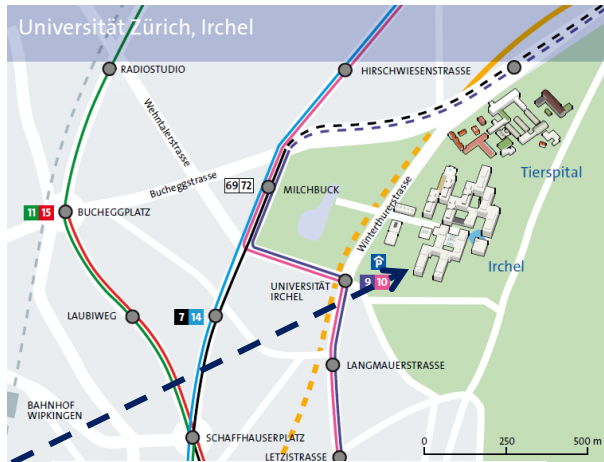 Universität Zürich, Irchel
RADIOSTUDIO
HIRSCHWIESENSTRASSE
Wehntalerstrasse
Bucheggstrasse
Tierspital
69 72
MILCHBUCK
11 15
BUCHEGGPLATZ
Winterthurerstrasse
Irchel
P
UNIVERSITÄT
IRCHEL
9 10
LAUBIWEG
7 14
LANGMAUERSTRASSE
BAHNHOF
WIPKINGEN
SCHAFFHAUSERPLATZ
LETZISTRASSE
0 250 500 m